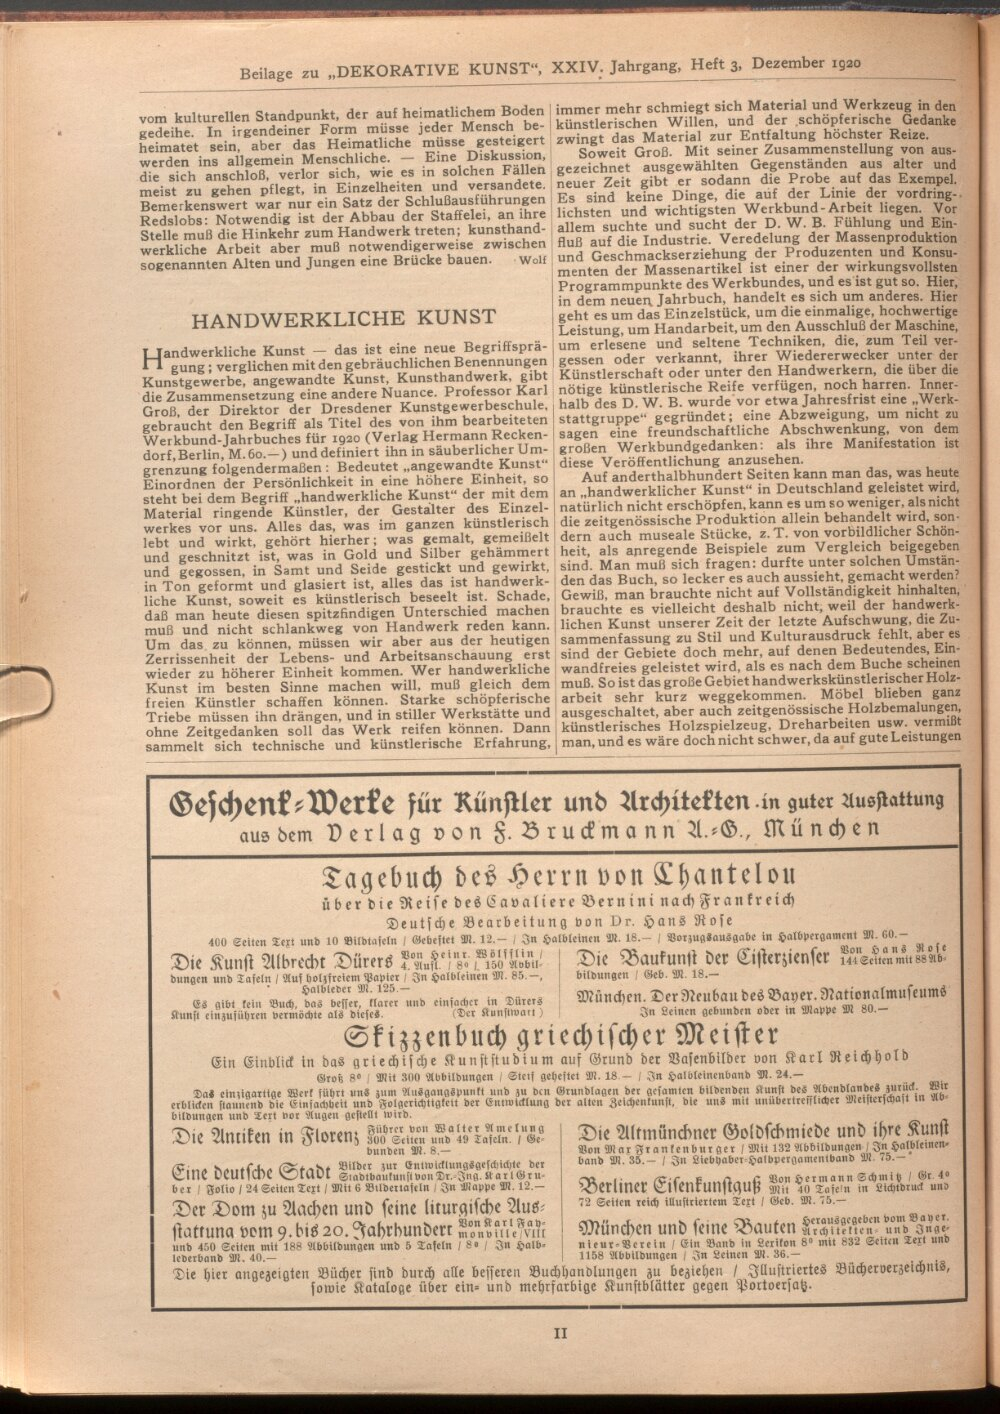 Beilage zu „DEKORATIVE KUNST“, XXIV. Jahrgang, Heft 3, Dezember 1920
vom kulturellen Standpunkt, der auf heimatlichem Boden
gedeihe. In irgendeiner Form müsse jeder Mensch be-
heimatet sein, aber das Heimatliche müsse gesteigert
werden ins allgemein Menschliche. — Eine Diskussion,
die sich anschloß, verlor sich, wie es in solchen Fällen
meist zu gehen pflegt, in Einzelheiten und versandete.
Bemerkenswert war nur ein Satz der Schlußausführungen
Redslobs: Notwendig ist der Abbau der Staffelei, an ihre
Stelle muß die Hinkehr zum Handwerk treten; kunsthand-
werkliche Arbeit aber muß notwendigerweise zwischen
sogenannten Alten und Jungen eine Brücke bauen. Wolf
HANDWERKLICHE KUNST
Handwerkliche Kunst — das ist eine neue Begriffsprä-
gung; verglichen mit den gebräuchlichen Benennungen
Kunstgewerbe, angewandte Kunst, Kunsthandwerk, gibt
die Zusammensetzung eine andere Nuance. Professor Karl
Groß, der Direktor der Dresdener Kunstgewerbeschule,
gebraucht den Begriff als Titel des von ihm bearbeiteten
Werkbund-Jahrbuches für 1920 (Verlag Hermann Recken-
dorf, Berlin, M. 60.—) und definiert ihn in säuberlicher Um-
grenzung folgendermaßen: Bedeutet „angewandte Kunst“
Einordnen der Persönlichkeit in eine höhere Einheit, so
steht bei dem Begriff „handwerkliche Kunst“ der mit dem
Material ringende Künstler, der Gestalter des Einzel-
werkes vor uns. Alles das, was im ganzen künstlerisch
lebt und wirkt, gehört hierher; was gemalt, gemeißelt
und geschnitzt ist, was in Gold und Silber gehämmert
und gegossen, in Samt und Seide gestickt und gewirkt,
in Ton geformt und glasiert ist, alles das ist handwerk-
liche Kunst, soweit es künstlerisch beseelt ist. Schade,
daß man heute diesen spitzfindigen Unterschied machen
muß und nicht schlankweg von Handwerk reden kann.
Um das zu können, müssen wir aber aus der heutigen
Zerrissenheit der Lebens- und Arbeitsanschauung erst
wieder zu höherer Einheit kommen. Wer handwerkliche
Kunst im besten Sinne machen will, muß gleich dem
freien Künstler schaffen können. Starke schöpferische
Triebe müssen ihn drängen, und in stiller Werkstätte und
ohne Zeitgedanken soll das Werk reifen können. Dann
sammelt sich technische und künstlerische Erfahrung,
immer mehr schmiegt sich Material und Werkzeug in den
künstlerischen Willen, und der schöpferische Gedanke
zwingt das Material zur Entfaltung höchster Reize.
Soweit Groß. Mit seiner Zusammenstellung von aus-
gezeichnet ausgewählten Gegenständen aus alter und
neuer Zeit gibt er sodann die Probe auf das Exempel.
Es sind keine Dinge, die auf der Linie der vordring-
lichsten und wichtigsten Werkbund-Arbeit liegen. Vor
allem suchte und sucht der D. W. B. Fühlung und Ein-
fluß auf die Industrie. Veredelung der Massenproduktion
und Geschmackserziehung der Produzenten und Konsu-
menten der Massenartikel ist einer der wirkungsvollsten
Programmpunkte des Werkbundes, und es ist gut so. Hier,
in dem neuen Jahrbuch, handelt es sich um anderes. Hier
geht es um das Einzelstück, um die einmalige, hochwertige
Leistung, um Handarbeit, um den Ausschluß der Maschine,
um erlesene und seltene Techniken, die, zum Teil ver-
gessen oder verkannt, ihrer Wiedererwecker unter der
Künstlerschaft oder unter den Handwerkern, die über die
nötige künstlerische Reife verfügen, noch harren. Inner-
halb des D. W. B. wurde vor etwa Jahresfrist eine „Werk-
stattgruppe“ gegründet; eine Abzweigung, um nicht zu
sagen eine freundschaftliche Abschwenkung, von dem
großen Werkbundgedanken: als ihre Manifestation ist
diese Veröffentlichung anzusehen.
Auf anderthalbhundert Seiten kann man das, was heute
an „handwerklicher Kunst“ in Deutschland geleistet wird,
natürlich nicht erschöpfen, kann es um so weniger, als nicht
die zeitgenössische Produktion allein behandelt wird, son-
dern auch museale Stücke, z. T. von vorbildlicher Schön-
heit, als anregende Beispiele zum Vergleich beigegeben
sind. Man muß sich fragen: durfte unter solchen Umstän-
den das Buch, so lecker es auch aussieht, gemacht werden?
Gewiß, man brauchte nicht auf Vollständigkeit hinhalten,
brauchte es vielleicht deshalb nicht, weil der handwerk-
lichen Kunst unserer Zeit der letzte Aufschwung, die Zu-
sammenfassung zu Stil und Kulturausdruck fehlt, aber es
sind der Gebiete doch mehr, auf denen Bedeutendes, Ein-
wandfreies geleistet wird, als es nach dem Buche scheinen
muß. So ist das große Gebiet handwerkskünstlerischer Holz-
arbeit sehr kurz weggekommen. Möbel blieben ganz
ausgeschaltet, aber auch zeitgenössische Holzbemalungen,
künstlerisches Holzspielzeug, Dreharbeiten usw. vermißt
man, und es wäre doch nicht schwer, da auf gute Leistungen
Geschenk-Werke für Künstler und Architekten in guter Ausstattung
aus dem Verlag von F. Bruckmann A.-G., München
Tagebuch des Herrn von Chantelou
über die Reise des Cavaliere Bernini nach Frankreich
Deutsche Bearbeitung von Dr. Hans Rose
400 Seiten Text und 10 Bildtafeln / Geheftet M. 12.— / In Halbleinen M. 18.— / Vorzugsausgabe in Halbpergament M. 60.—
Die Kunst Albrecht Dürers Von Heinr. Wölfflin /
4. Aufl. / 8° / 150 Abbil-
dungen und Tafeln / Auf holzfreiem Papier / In Halbleinen M. 85.—,
Halbleder M. 125.—
Es gibt kein Buch, das besser, klarer und einfacher in Dürers
Kunst einzuführen vermöchte als dieses. (Der Kunstwart)
Die Baukunst der Cisterzienser Von Hans Rose
144 Seiten mit 88 Ab-
bildungen / Geb. M. 18.—
München. Der Neubau des Bayer. Nationalmuseums
In Leinen gebunden oder in Mappe M 80.—
Skizzenbuch griechischer Meister
Ein Einblick in das griechische Kunststudium auf Grund der Vasenbilder von Karl Reichhold
Groß 8° / Mit 300 Abbildungen / Steif geheftet M. 18.— / In Halbleinenband M. 24.—
Das einzigartige Werk führt uns zum Ausgangspunkt und zu den Grundlagen der gesamten bildenden Kunst des Abendlandes zurück. Wir
erblicken staunend die Einfachheit und Folgerichtigkeit der Entwicklung der alten Zeichenkunst, die uns mit unübertrefflicher Meisterschaft in Ab-
bildungen und Text vor Augen gestellt wird.
Die Antiken in Florenz Führer von Walter Amelung
300 Seiten und 49 Tafeln. / Ge-
bunden M. 8.—
Eine deutsche Stadt Bilder zur Entwicklungsgeschichte der
Stadtbaukunst von Dr.-Ing. Karl Gru-
ber / Folio / 24 Seiten Text / Mit 6 Bildertafeln / In Mappe M. 12.—
Der Dom zu Aachen und seine liturgische Aus-
stattung vom 9. bis 20. Jahrhundert Von Karl Fay-
monville / VIII
und 450 Seiten mit 188 Abbildungen und 5 Tafeln / 8° / In Halb-
lederband M. 40.—
Die Altmünchner Goldschmiede und ihre Kunst
Von Max Frankenburger / Mit 132 Abbildungen / In Halbleinen-
band M. 35.— / In Liebhaber-Halbpergamentband M. 75.—
Berliner Eisenkunstguß Von Hermann Schmitz / Gr. 4°
Mit 40 Tafeln in Lichtdruck und
72 Seiten reich illustriertem Text / Geb. M. 75.—
München und seine Bauten Herausgegeben vom Bayer.
Architekten- und Inge-
nieur-Verein / Ein Band in Lexikon 8° mit 832 Seiten Text und
1158 Abbildungen / In Leinen M. 36.—
Die hier angezeigten Bücher sind durch alle besseren Buchhandlungen zu beziehen / Illustriertes Bücherverzeichnis,
sowie Kataloge über ein- und mehrfarbige Kunstblätter gegen Portoersatz.
II